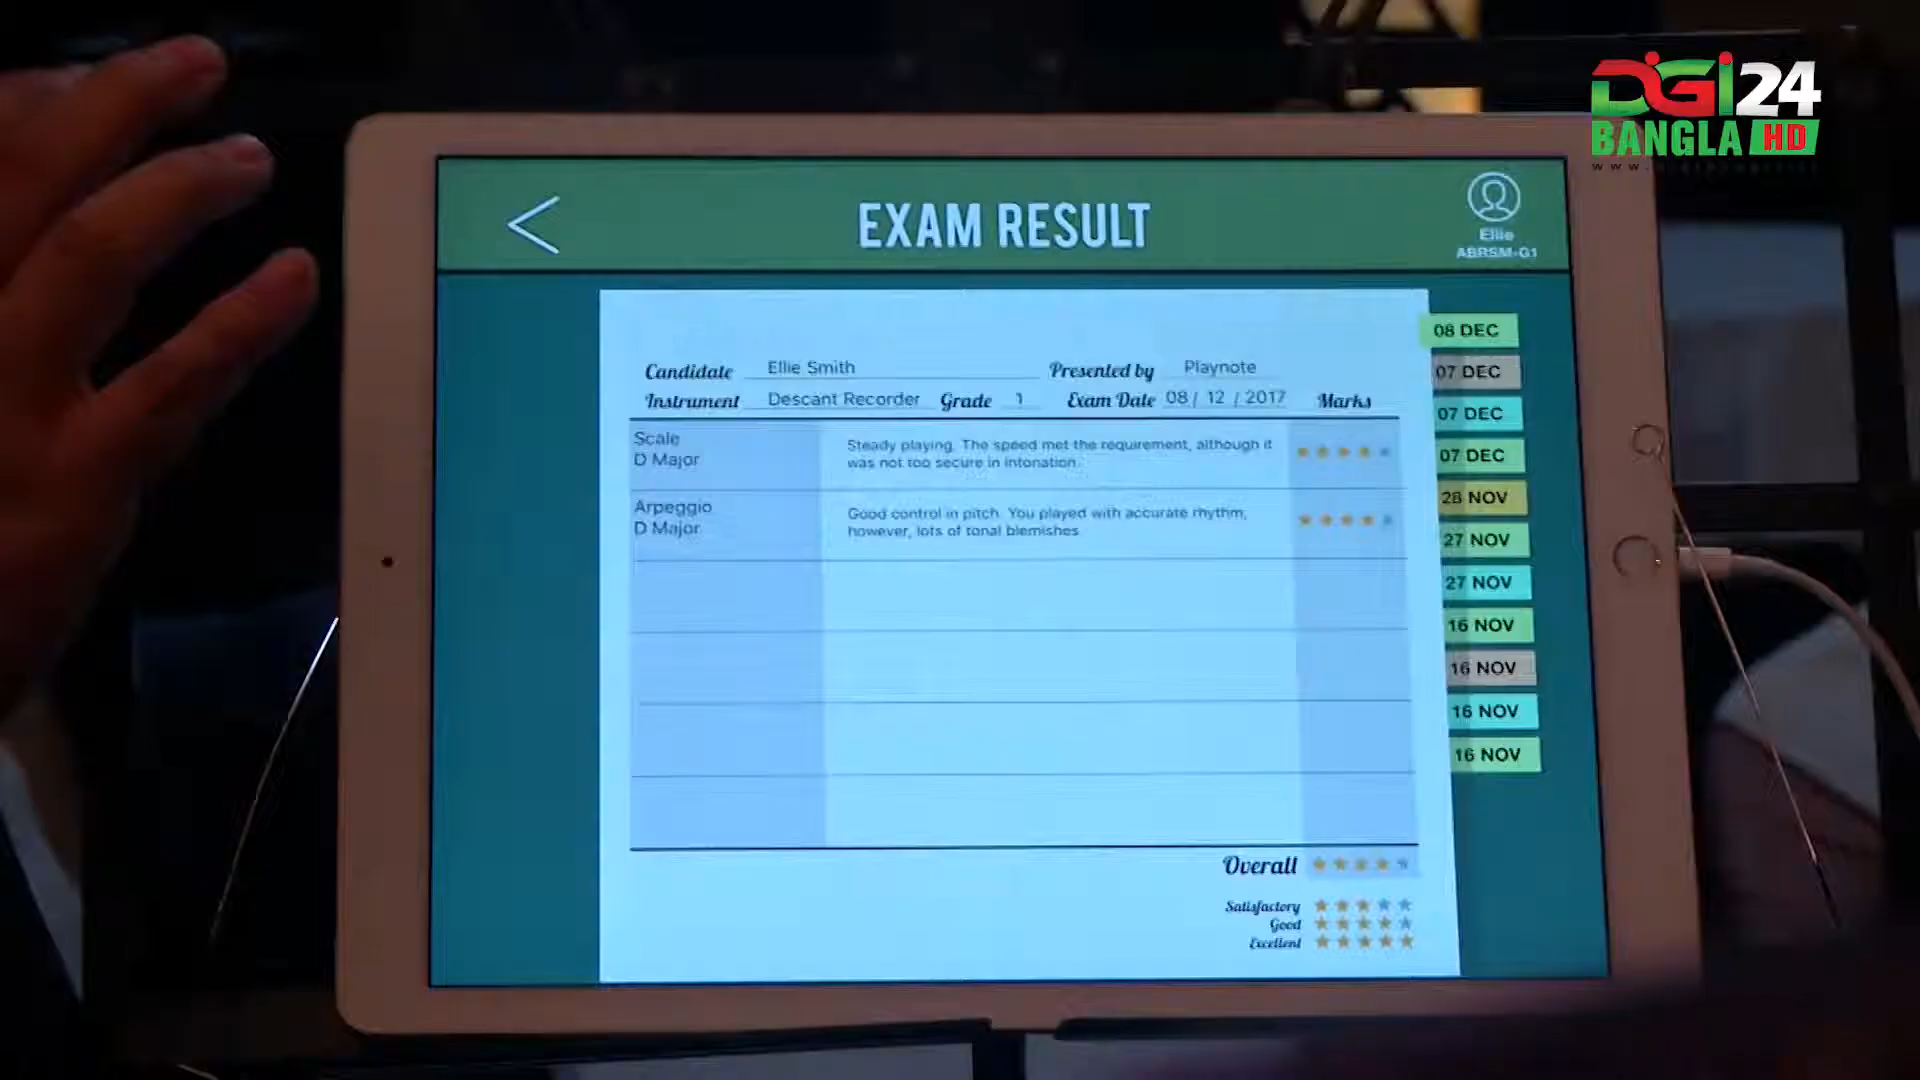 DiGi24
BANGLA HD
EXAM RESULT
Ellie
ABRSM-G1
Candidate Ellie Smith Presented by Playnote
Instrument Descant Recorder Grade 1 Exam Date 08 / 12 / 2017 Marks
Scale
D Major
Steady playing. The speed met the requirement, although it
was not too secure in intonation.
Arpeggio
D Major
Good control in pitch. You played with accurate rhythm,
however, lots of tonal blemishes
Overall
Satisfactory
Good
Excellent
08 DEC
07 DEC
07 DEC
07 DEC
28 NOV
27 NOV
27 NOV
16 NOV
16 NOV
16 NOV
16 NOV